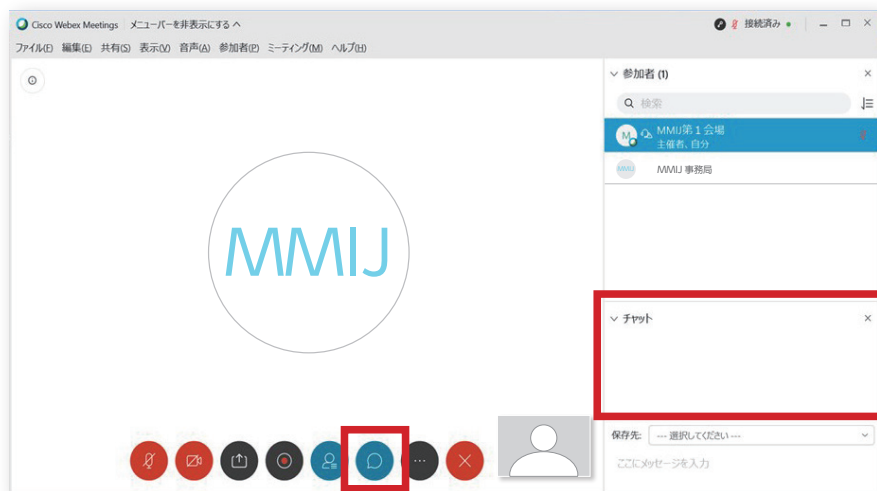 Cisco Webex Meetings メニューバーを非表示にする ヘ 接続済み
ファイル(F) 編集(E) 共有(S) 表示(V) 音声(A) 参加者(P) ミーティング(M) ヘルプ(H)
参加者 (1)
検索
M MMIJ第1会場
主催者、自分
MMIJ MMIJ 事務局
MMIJ
チャット
保存先: --- 選択してください ---
ここにメッセージを入力